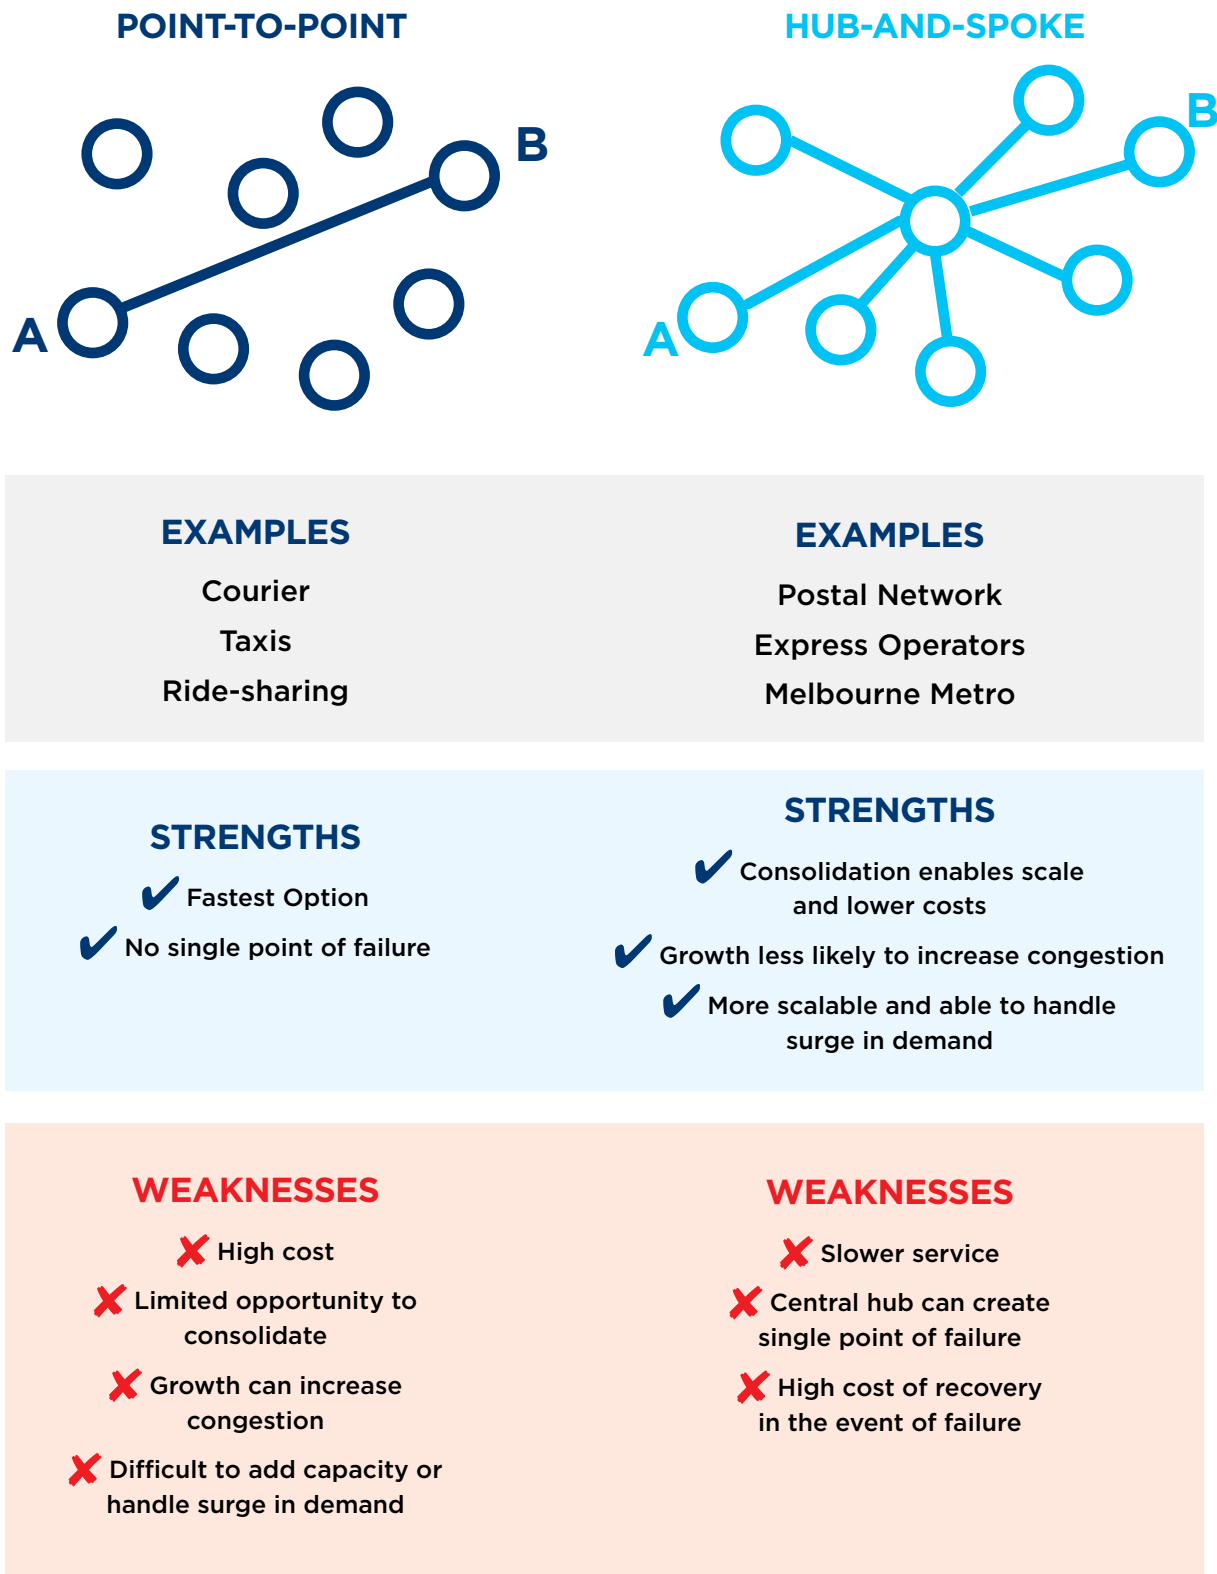 POINT-TO-POINT
B
A
HUB-AND-SPOKE
B
A
EXAMPLES
Courier
Taxis
Ride-sharing
EXAMPLES
Postal Network
Express Operators
Melbourne Metro
STRENGTHS
✔ Fastest Option
✔ No single point of failure
STRENGTHS
✔ Consolidation enables scale
and lower costs
✔ Growth less likely to increase congestion
✔ More scalable and able to handle
surge in demand
WEAKNESSES
✘ High cost
✘ Limited opportunity to
consolidate
✘ Growth can increase
congestion
✘ Difficult to add capacity or
handle surge in demand
WEAKNESSES
✘ Slower service
✘ Central hub can create
single point of failure
✘ High cost of recovery
in the event of failure